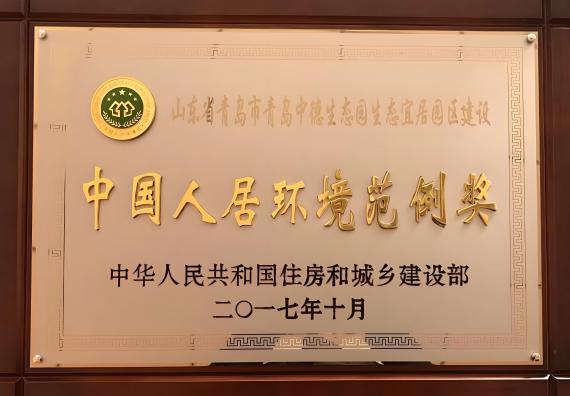 山东省青岛市青岛中德生态园生态宜居园区建设
中国人居环境范例奖
中华人民共和国住房和城乡建设部
二〇一七年十月